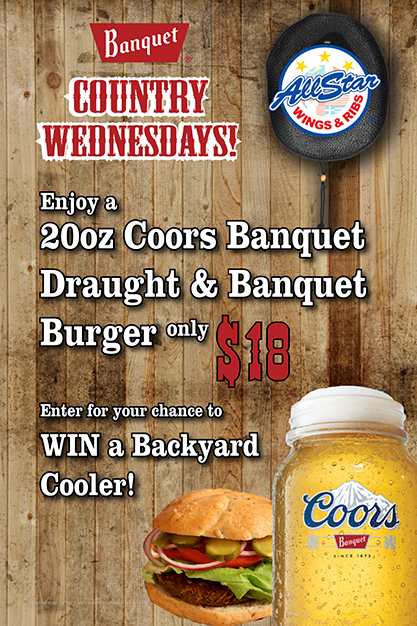 Banquet
COUNTRY
WEDNESDAYS!
AllStar
WINGS & RIBS
Enjoy a
20oz Coors Banquet
Draught & Banquet
Burger only $18
Enter for your chance to
WIN a Backyard
Cooler!
Coors
Banquet
SINCE 1873